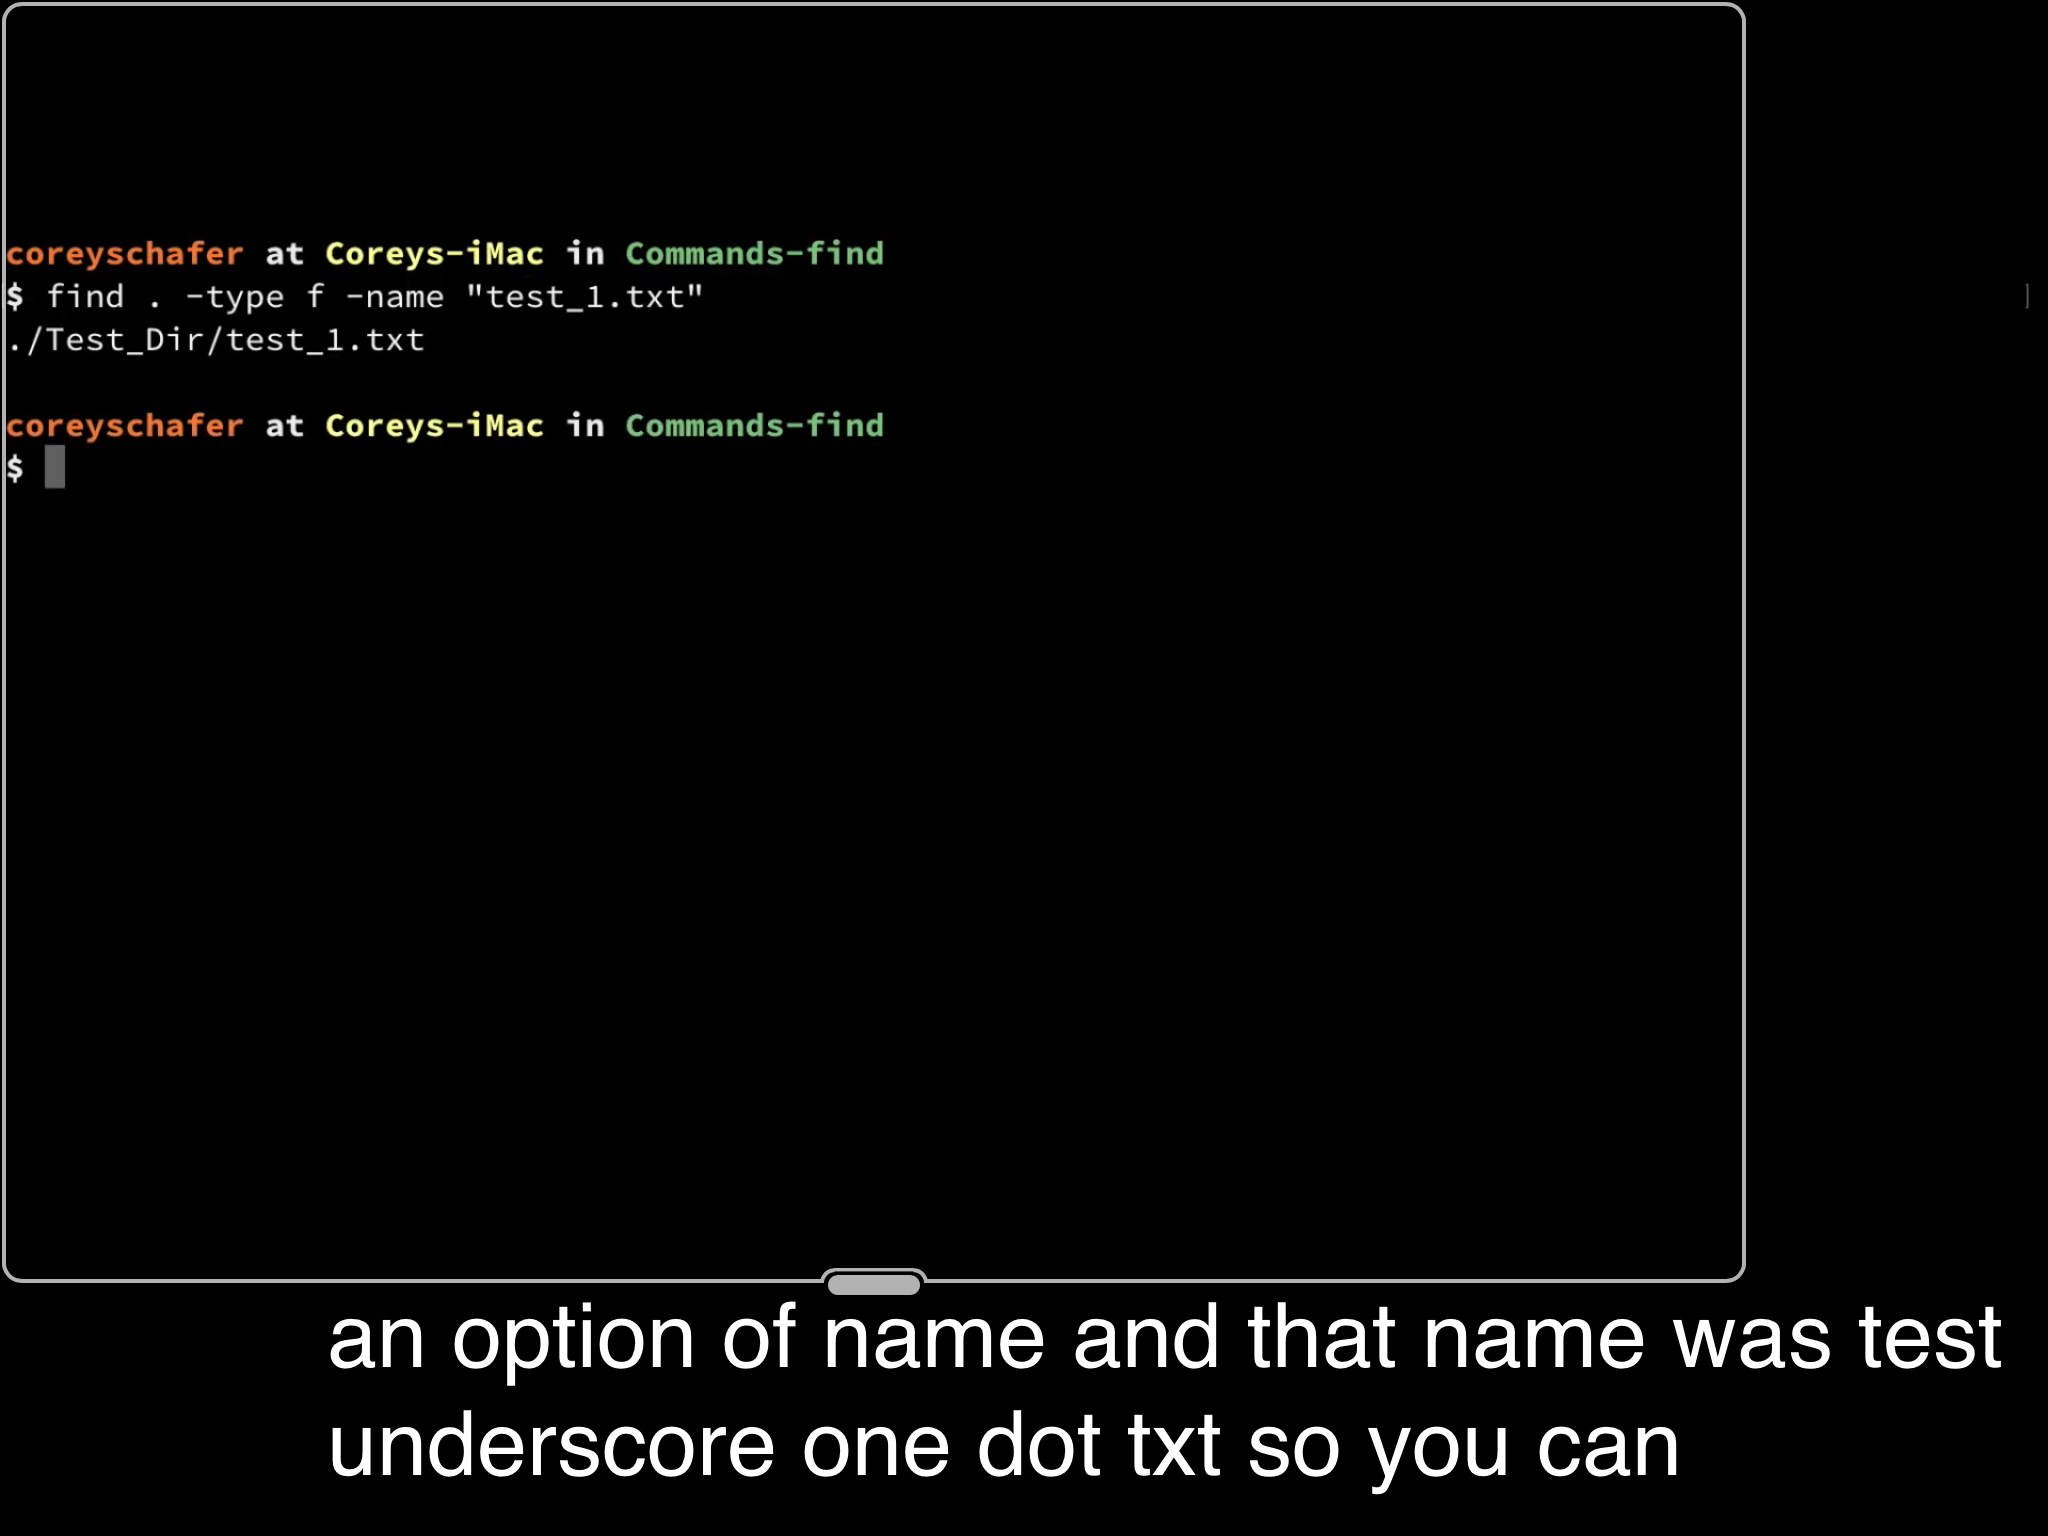 coreyschafer at Coreys-iMac in Commands-find
$ find . -type f -name "test_1.txt"
./Test_Dir/test_1.txt
coreyschafer at Coreys-iMac in Commands-find
$
an option of name and that name was test
underscore one dot txt so you can